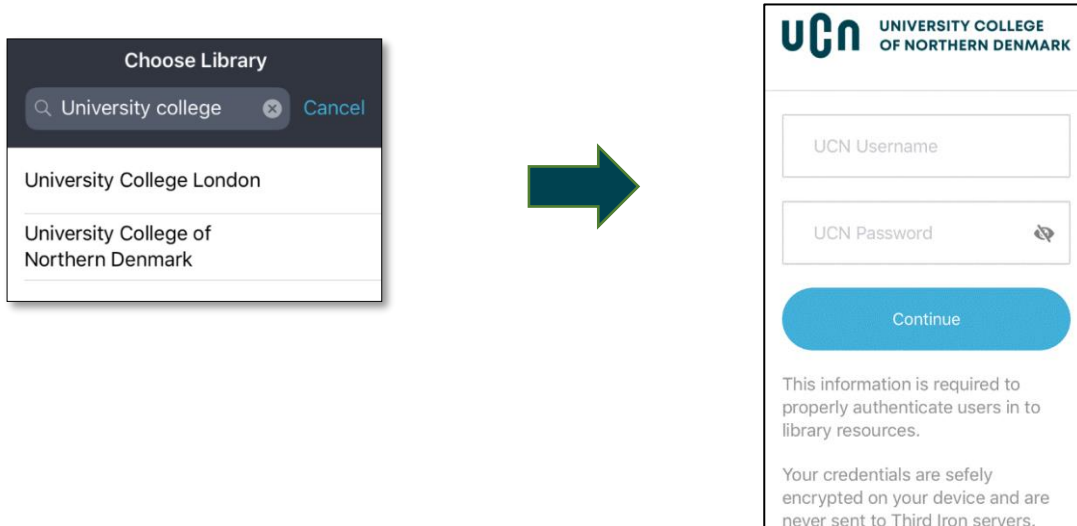 Choose Library
University college
Cancel
University College London
University College of
Northern Denmark
ucn
UNIVERSITY COLLEGE
OF NORTHERN DENMARK
UCN Username
UCN Password
Continue
This information is required to
properly authenticate users in to
library resources.
Your credentials are sefely
encrypted on your device and are
never sent to Third Iron servers.